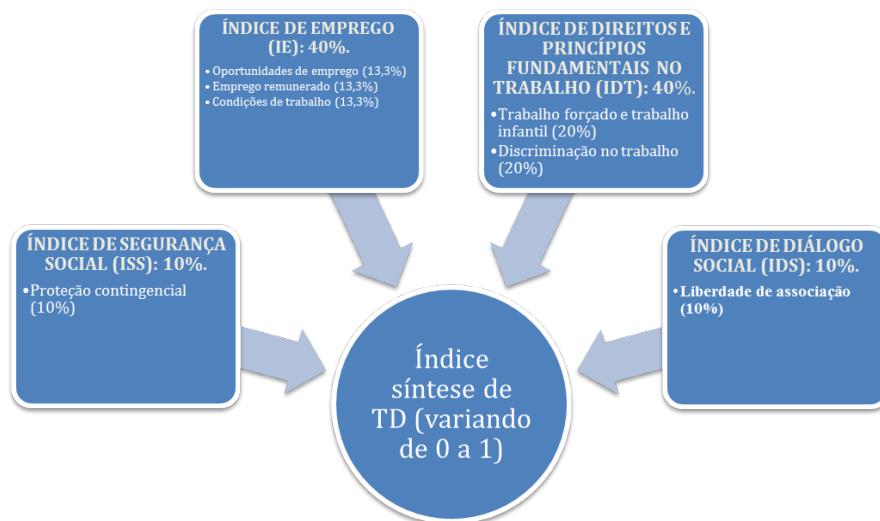 ÍNDICE DE EMPREGO
(IE): 40%.
• Oportunidades de emprego (13,3%)
• Emprego remunerado (13,3%)
• Condições de trabalho (13,3%)
ÍNDICE DE DIREITOS E
PRINCÍPIOS
FUNDAMENTAIS NO
TRABALHO (IDT): 40%.
•Trabalho forçado e trabalho
infantil (20%)
•Discriminação no trabalho
(20%)
ÍNDICE DE SEGURANÇA
SOCIAL (ISS): 10%.
•Proteção contingencial
(10%)
ÍNDICE DE DIÁLOGO
SOCIAL (IDS): 10%.
•Liberdade de associação
(10%)
Índice
síntese de
TD (variando
de 0 a 1)